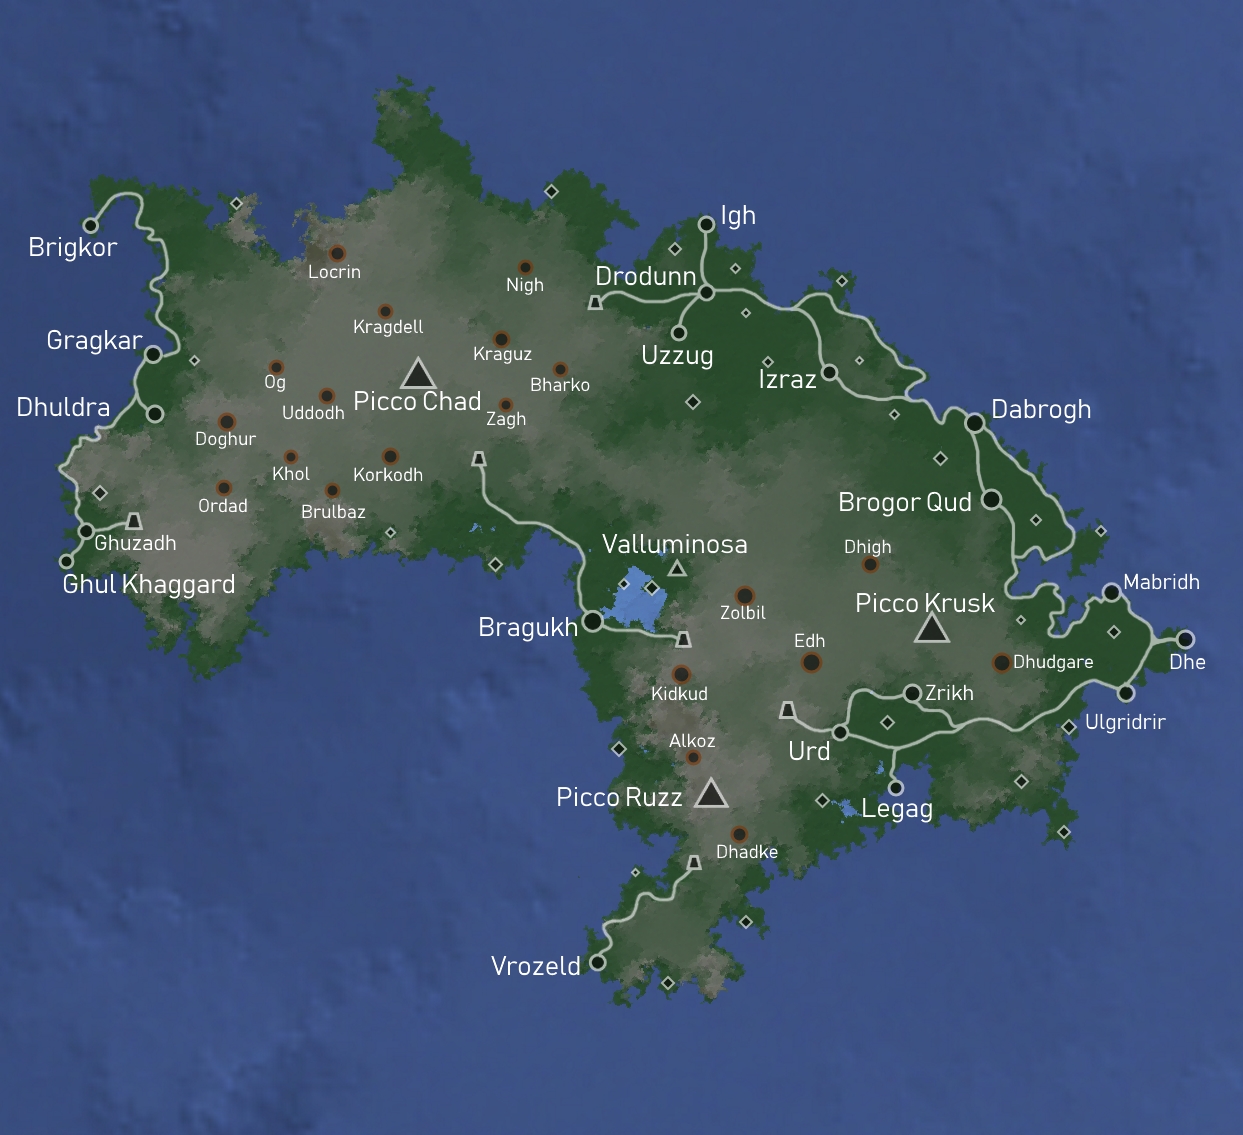 Igh
Brigkor
Locrin
Nigh
Drodunn
Kragdell
Gragkar
Kraguz
Uzzug
Og
Bharko
Izraz
Dhuldra
Uddodh
Picco Chad
Zagh
Dabrogh
Doghur
Khol
Korkodh
Ordad
Brulbaz
Brogor Qud
Ghuzadh
Valluminosa
Dhigh
Ghul Khaggard
Mabridh
Picco Krusk
Zolbil
Bragukh
Edh
Dhudgare
Dhe
Kidkud
Zrikh
Ulgridrir
Alkoz
Urd
Picco Ruzz
Legag
Dhadke
Vrozeld